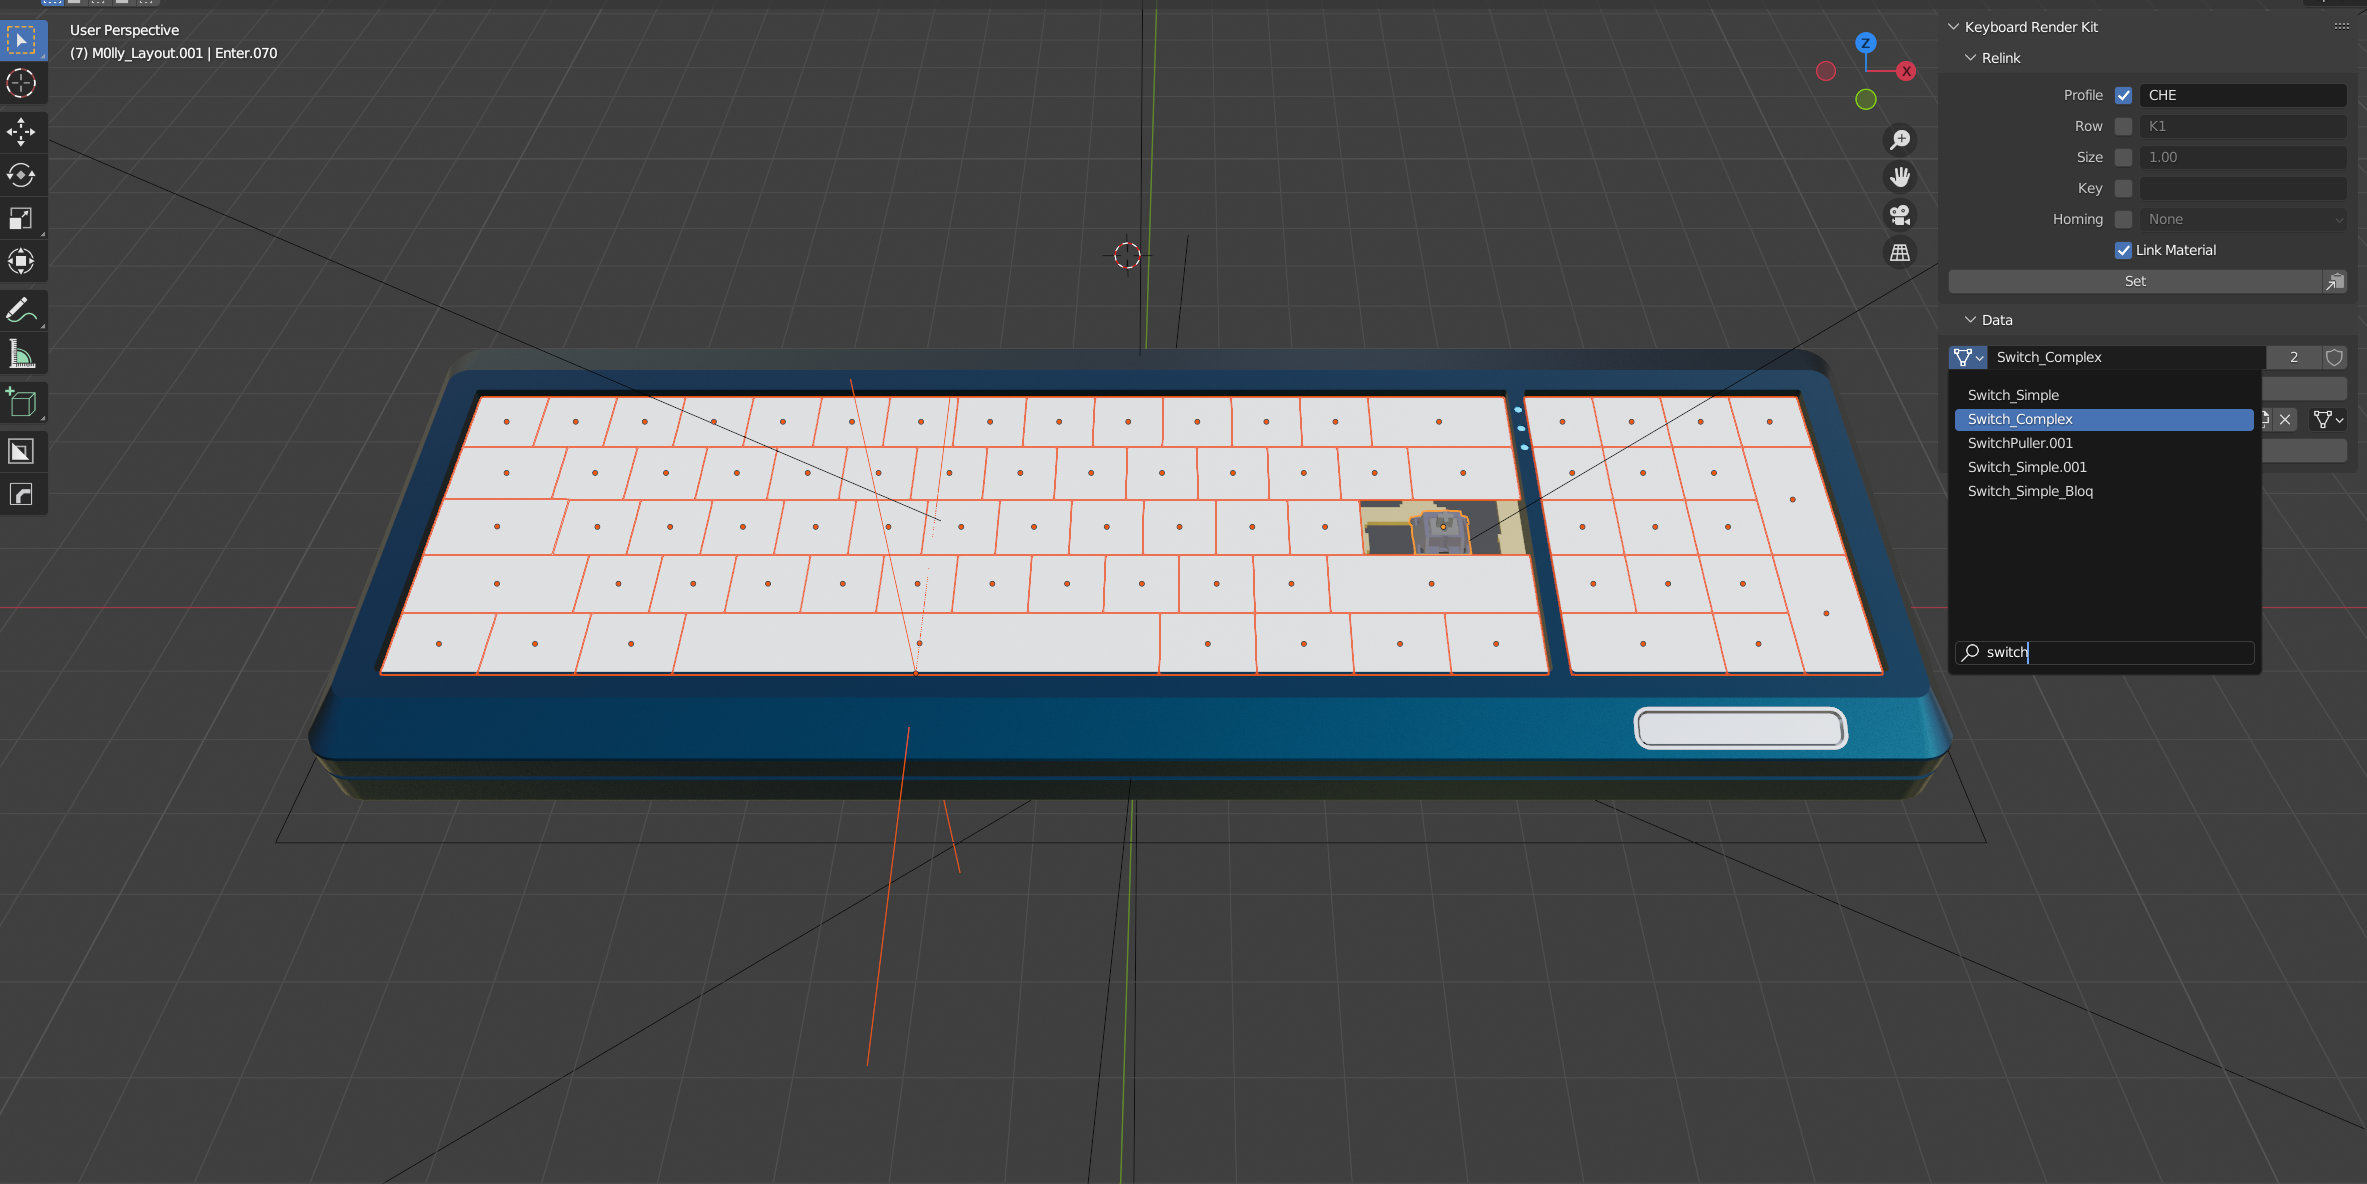 User Perspective
(7) M0lly_Layout.001 | Enter.070
Z
X
Keyboard Render Kit
Relink
Profile CHE
Row K1
Size 1.00
Key
Homing None
Link Material
Set
Data
Switch_Complex 2
Switch_Simple
Switch_Complex
SwitchPuller.001
Switch_Simple.001
Switch_Simple_Bloq
switch